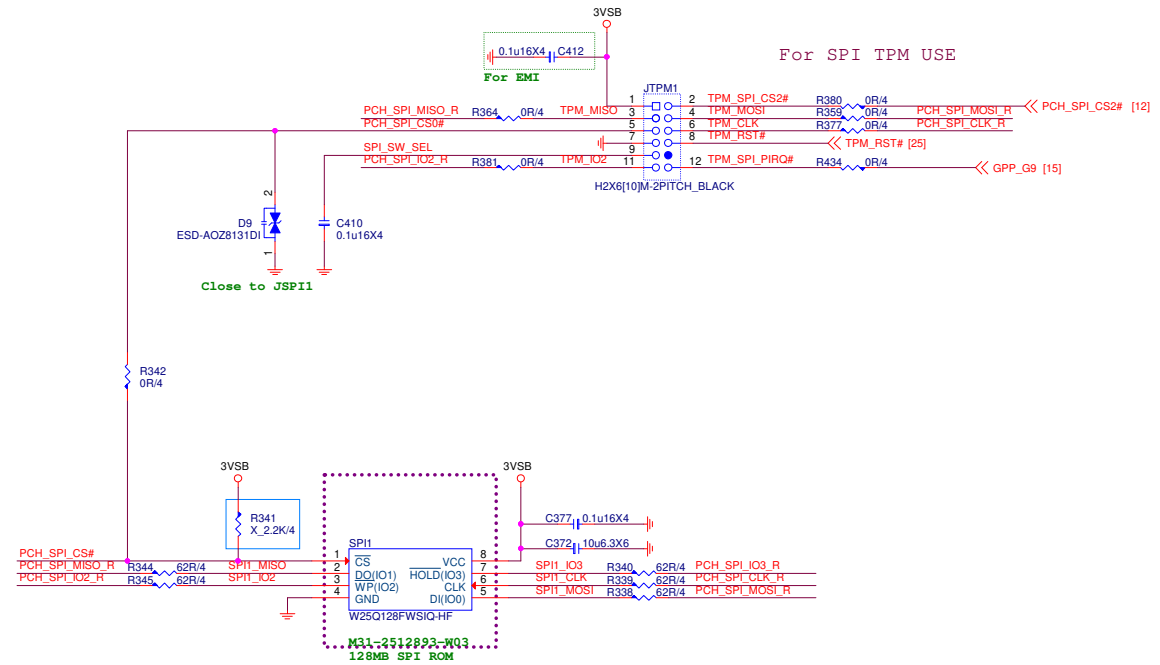 3VSB
0.1u16X4 C412
For EMI
For SPI TPM USE
JTPM1
1 2 TPM_SPI_CS2# R380 0R/4 PCH_SPI_CS2# [12]
PCH_SPI_MISO_R R364 0R/4 TPM_MISO 3 4 TPM_MOSI R359 0R/4 PCH_SPI_MOSI_R
PCH_SPI_CS0# 5 6 TPM_CLK R377 0R/4 PCH_SPI_CLK_R
7 8 TPM_RST# TPM_RST# [25]
SPI_SW_SEL 9
PCH_SPI_IO2_R R381 0R/4 TPM_IO2 11 12 TPM_SPI_PIRQ# R434 0R/4 GPP_G9 [15]
H2X6[10]M-2PITCH_BLACK
2
D9
ESD-AOZ8131DI
1
C410
0.1u16X4
Close to JSPI1
R342
0R/4
3VSB
3VSB
R341
X_2.2K/4
C377 0.1u16X4
C372 10u6.3X6
SPI1
PCH_SPI_CS# 1 CS VCC 8
PCH_SPI_MISO_R R344 62R/4 SPI1_MISO 2 DO(IO1) HOLD(IO3) 7 SPI1_IO3 R340 62R/4 PCH_SPI_IO3_R
PCH_SPI_IO2_R R345 62R/4 SPI1_IO2 3 WP(IO2) CLK 6 SPI1_CLK R339 62R/4 PCH_SPI_CLK_R
4 GND DI(IO0) 5 SPI1_MOSI R338 62R/4 PCH_SPI_MOSI_R
W25Q128FWSIQ-HF
M31-2512893-W03
128MB SPI ROM